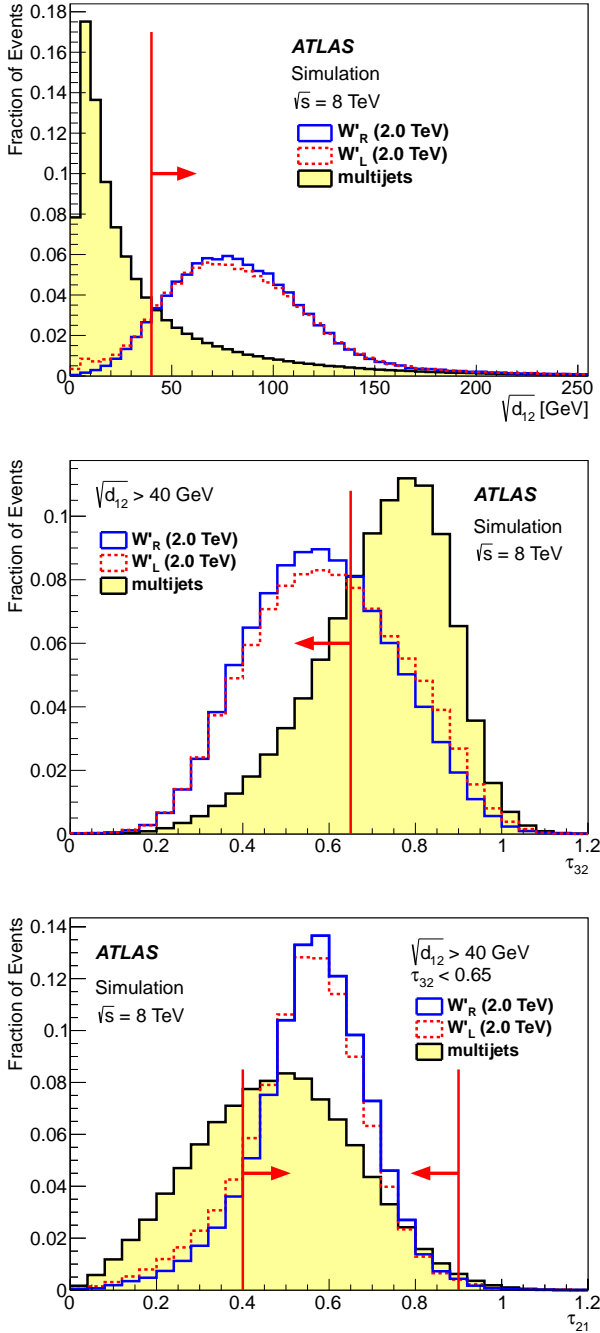 Fraction of Events
0.18
0.16
0.14
0.12
0.1
0.08
0.06
0.04
0.02
0
ATLAS
Simulation
√s = 8 TeV
W'R (2.0 TeV)
W'L (2.0 TeV)
multijets
0 50 100 150 200 250
√d12 [GeV]
Fraction of Events
0.12
0.1
0.08
0.06
0.04
0.02
0
√d12 > 40 GeV
W'R (2.0 TeV)
W'L (2.0 TeV)
multijets
ATLAS
Simulation
√s = 8 TeV
0 0.2 0.4 0.6 0.8 1 1.2
τ32
Fraction of Events
0.14
0.12
0.1
0.08
0.06
0.04
0.02
0
ATLAS
Simulation
√s = 8 TeV
√d12 > 40 GeV
τ32 < 0.65
W'R (2.0 TeV)
W'L (2.0 TeV)
multijets
0 0.2 0.4 0.6 0.8 1 1.2
τ21